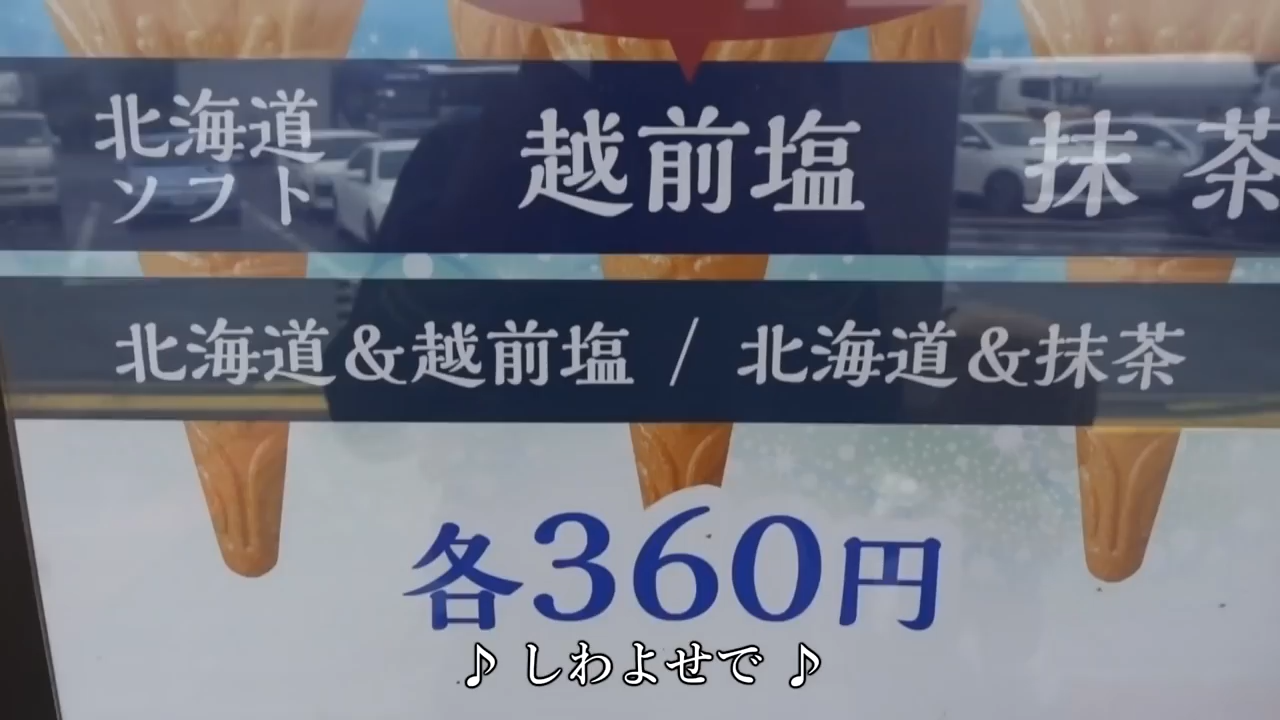 北海道
ソフト
越前塩
抹茶
北海道&越前塩 / 北海道&抹茶
各360円
♪ しわよせで ♪